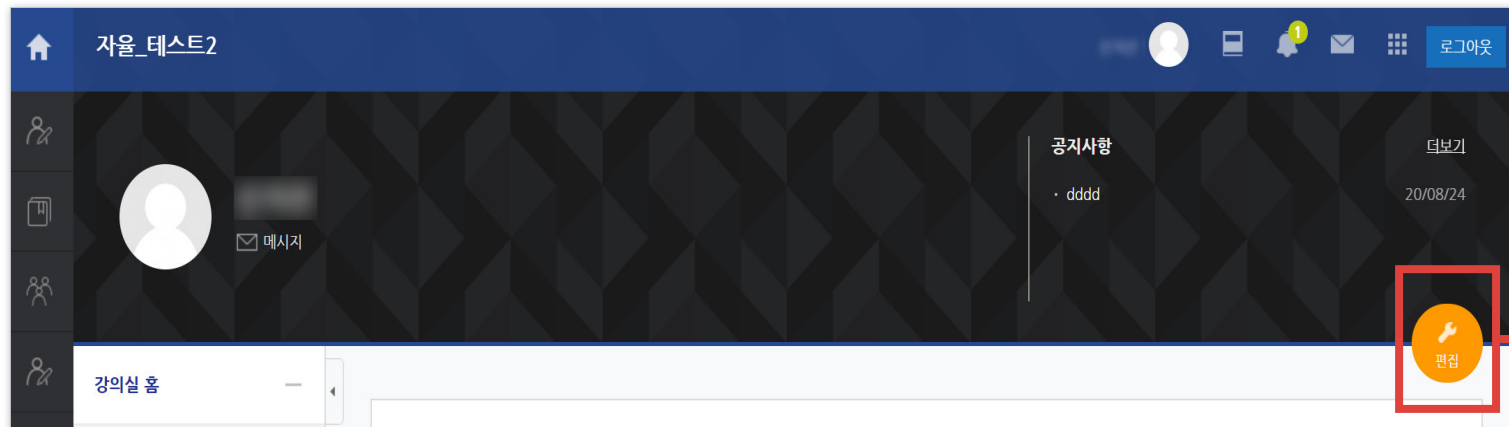 자율_테스트2
1
로그아웃
공지사항
더보기
· dddd
20/08/24
메시지
편집
강의실 홈